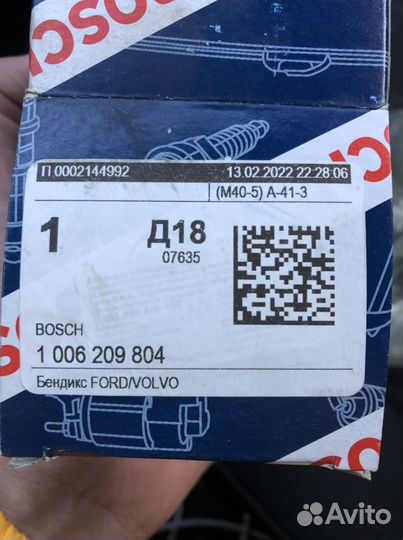 BOSCH
П 0002144992 13.02.2022 22:28:06
(М40-5) А-41-3
1 Д18
07635
BOSCH
1 006 209 804
Бендикс FORD/VOLVO
Avito